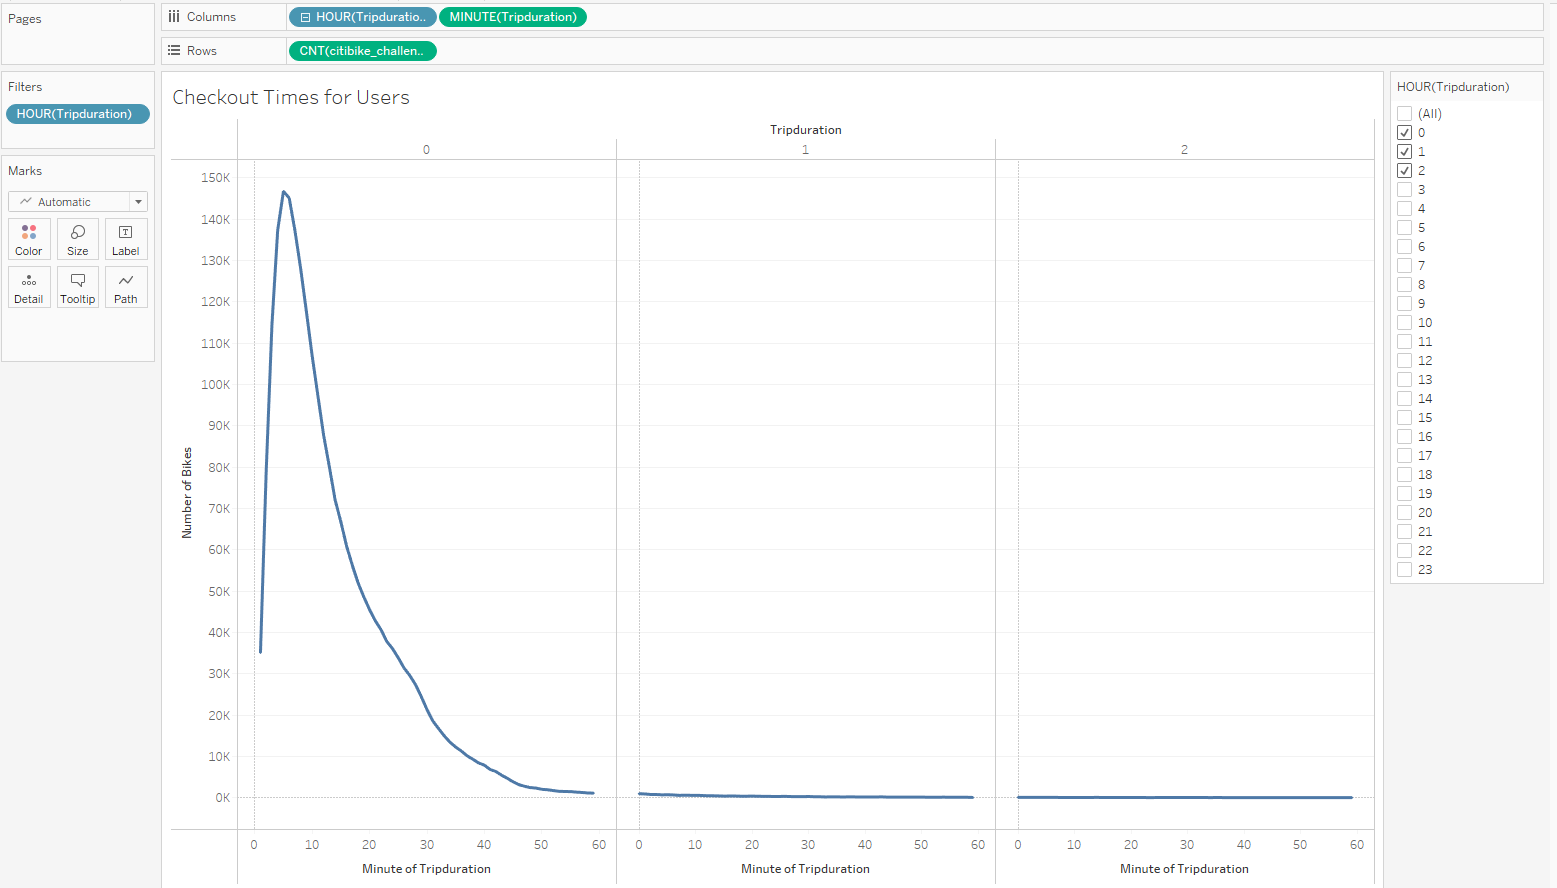 Pages
Columns
HOUR(Tripduratio..
MINUTE(Tripduration)
Rows
CNT(citibike_challen..
Filters
HOUR(Tripduration)
Marks
Automatic
Color
Size
Label
Detail
Tooltip
Path
Checkout Times for Users
Tripduration
0 1 2
Number of Bikes
150K
140K
130K
120K
110K
100K
90K
80K
70K
60K
50K
40K
30K
20K
10K
0K
0 10 20 30 40 50 60
0 10 20 30 40 50 60
0 10 20 30 40 50 60
Minute of Tripduration
Minute of Tripduration
Minute of Tripduration
HOUR(Tripduration)
(All)
0
1
2
3
4
5
6
7
8
9
10
11
12
13
14
15
16
17
18
19
20
21
22
23